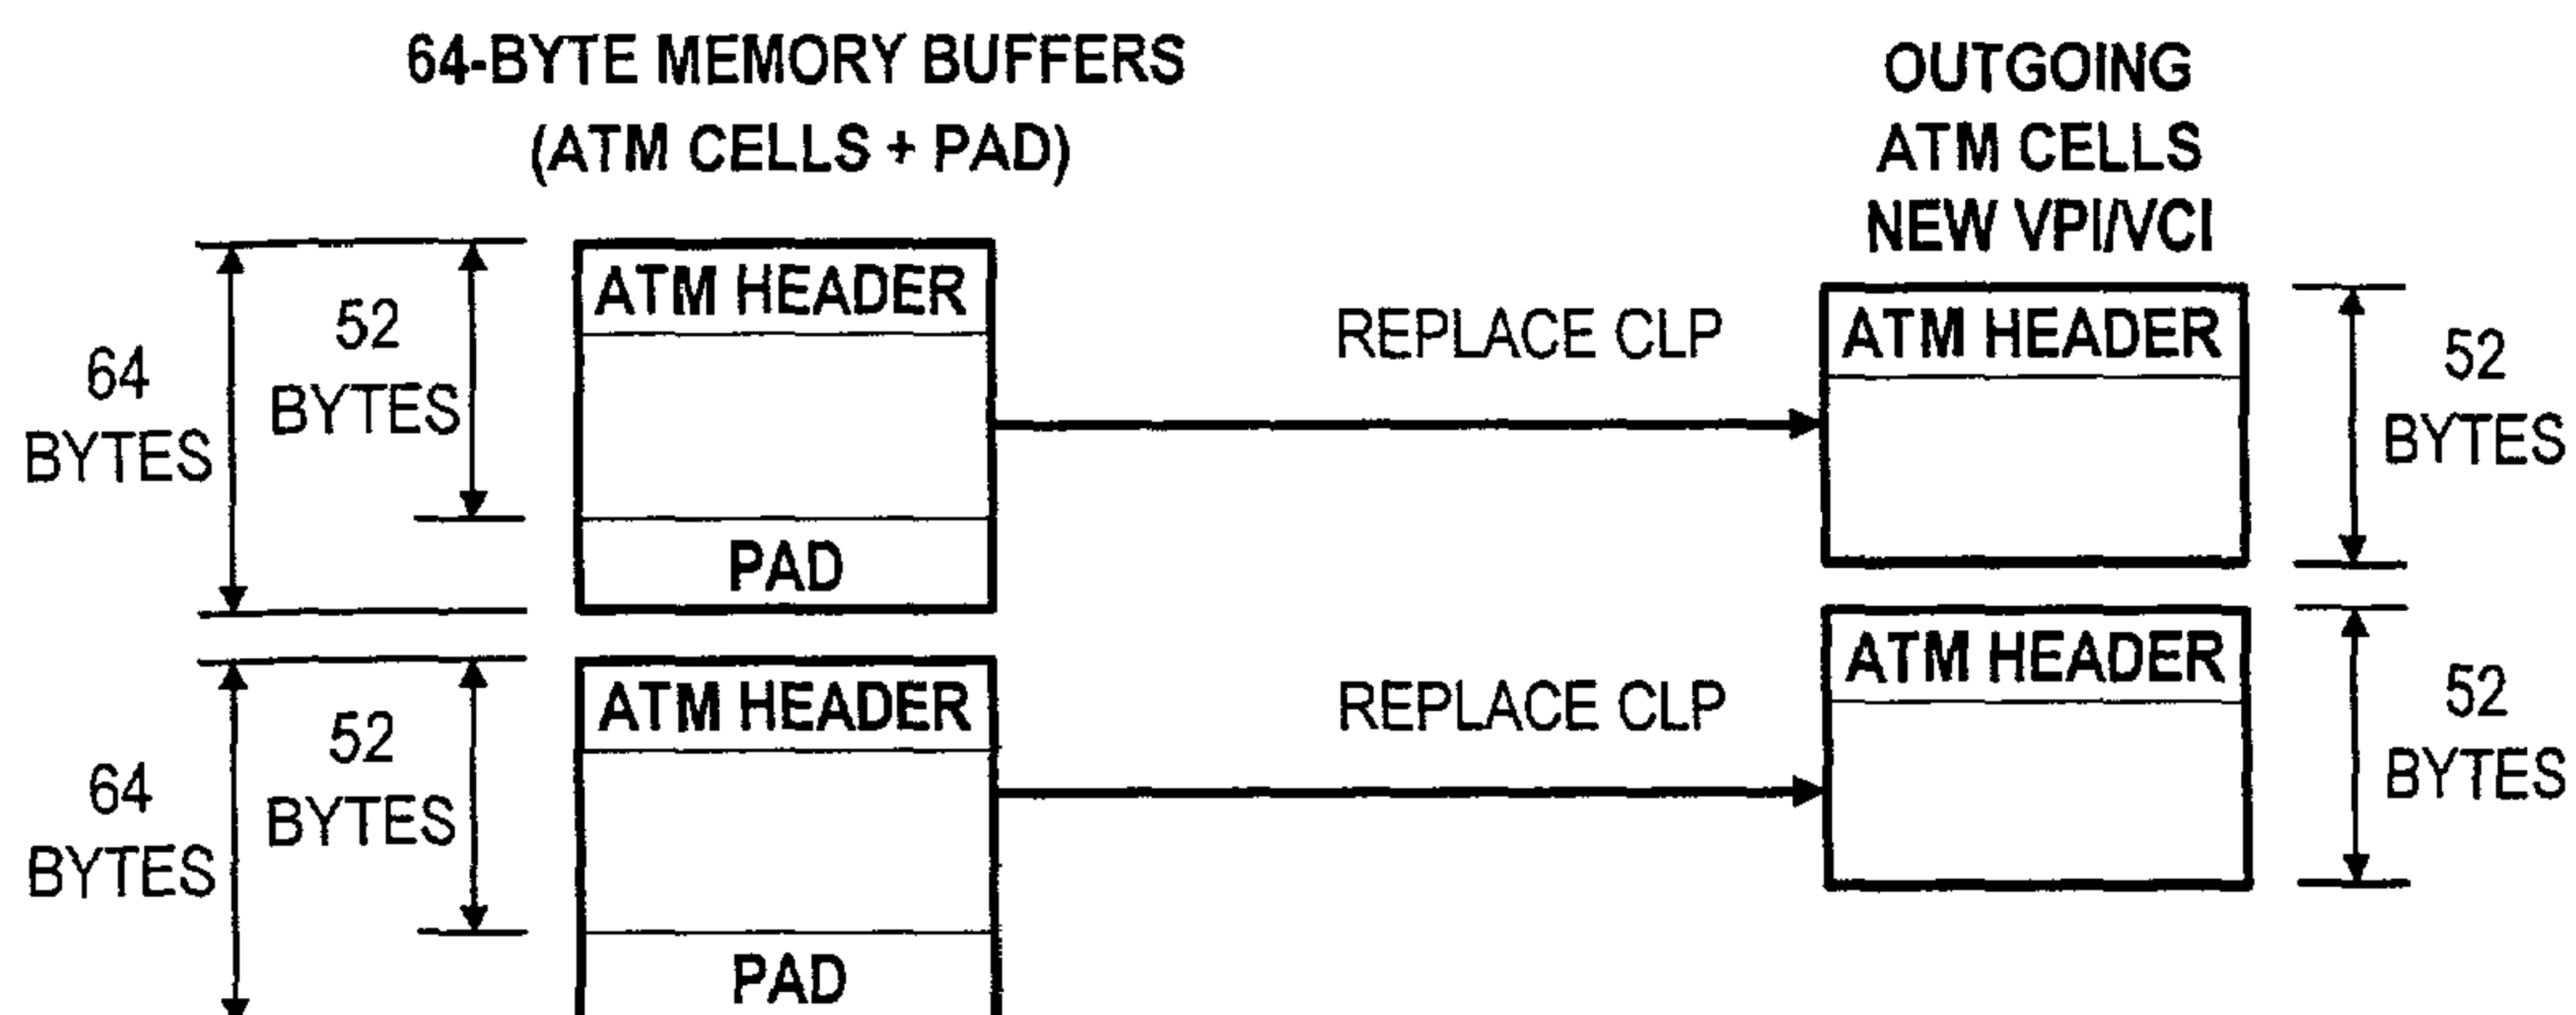 64-BYTE MEMORY BUFFERS
(ATM CELLS + PAD)
OUTGOING
ATM CELLS
NEW VPI/VCI
64
BYTES
52
BYTES
ATM HEADER
PAD
REPLACE CLP
ATM HEADER
52
BYTES
64
BYTES
52
BYTES
ATM HEADER
PAD
REPLACE CLP
ATM HEADER
52
BYTES